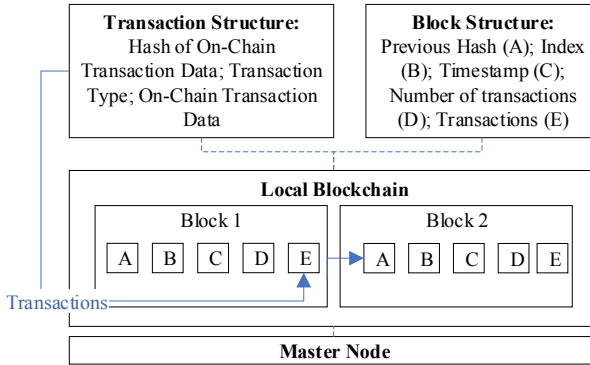 Transaction Structure:
Hash of On-Chain
Transaction Data; Transaction
Type; On-Chain Transaction
Data
Block Structure:
Previous Hash (A); Index
(B); Timestamp (C);
Number of transactions
(D); Transactions (E)
Local Blockchain
Block 1
A B C D E
Block 2
A B C D E
Transactions
Master Node